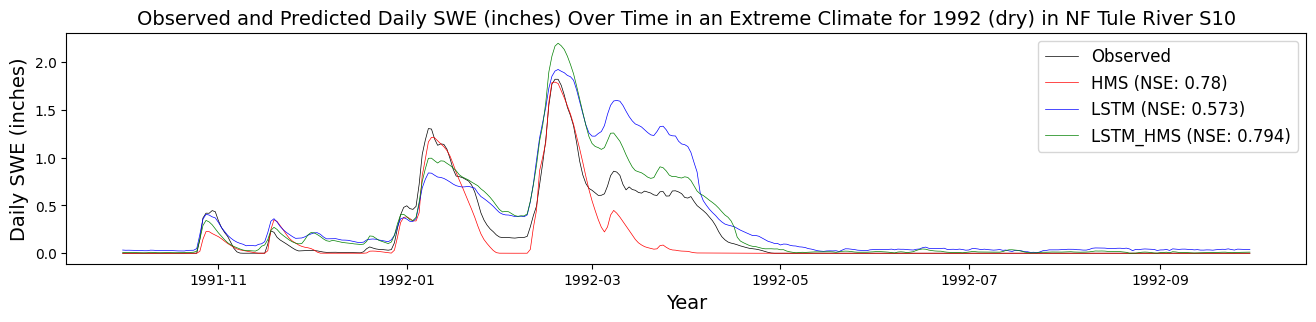 Observed and Predicted Daily SWE (inches) Over Time in an Extreme Climate for 1992 (dry) in NF Tule River S10
Observed
HMS (NSE: 0.78)
LSTM (NSE: 0.573)
LSTM_HMS (NSE: 0.794)
Daily SWE (inches)
2.0
1.5
1.0
0.5
0.0
1991-11
1992-01
1992-03
1992-05
1992-07
1992-09
Year